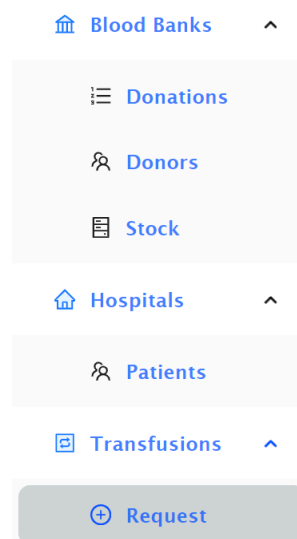 Blood Banks
Donations
Donors
Stock
Hospitals
Patients
Transfusions
Request